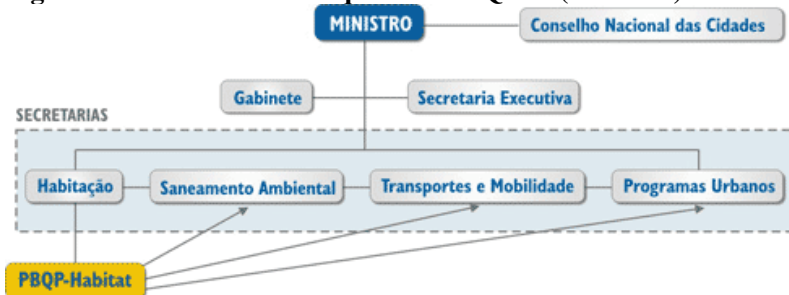 MINISTRO
Conselho Nacional das Cidades
Gabinete
Secretaria Executiva
SECRETARIAS
Habitação
Saneamento Ambiental
Transportes e Mobilidade
Programas Urbanos
PBQP-Habitat